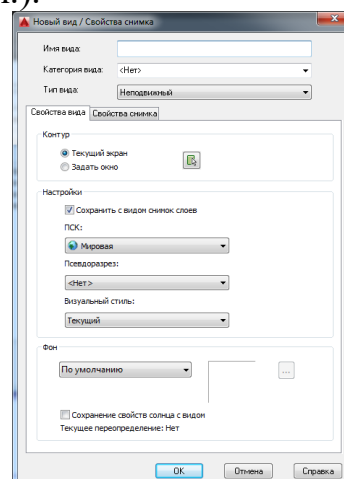 Новый вид / Свойства снимка
Имя вида:
Категория вида: <Нет>
Тип вида: Неподвижный
Свойства вида Свойства снимка
Контур
Текущий экран
Задать окно
Настройки
Сохранить с видом снимок слоев
ПСК:
Мировая
Псевдоразрез:
<Нет>
Визуальный стиль:
Текущий
Фон
По умолчанию ...
Сохранение свойств солнца с видом
Текущее переопределение: Нет
OK Отмена Справка